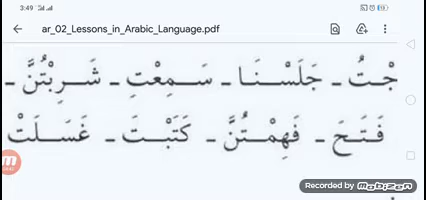 3:49
ar_02_Lessons_in_Arabic_Language.pdf
جْتُ ـ جَلَسْنَا ـ سَمِعْتِ ـ شَرِبْتُنَّ ـ
فَتَحَ ـ فَهِمْتُنَّ ـ كَتَبْتَ ـ غَسَلَتْ
Recorded by Mobizen